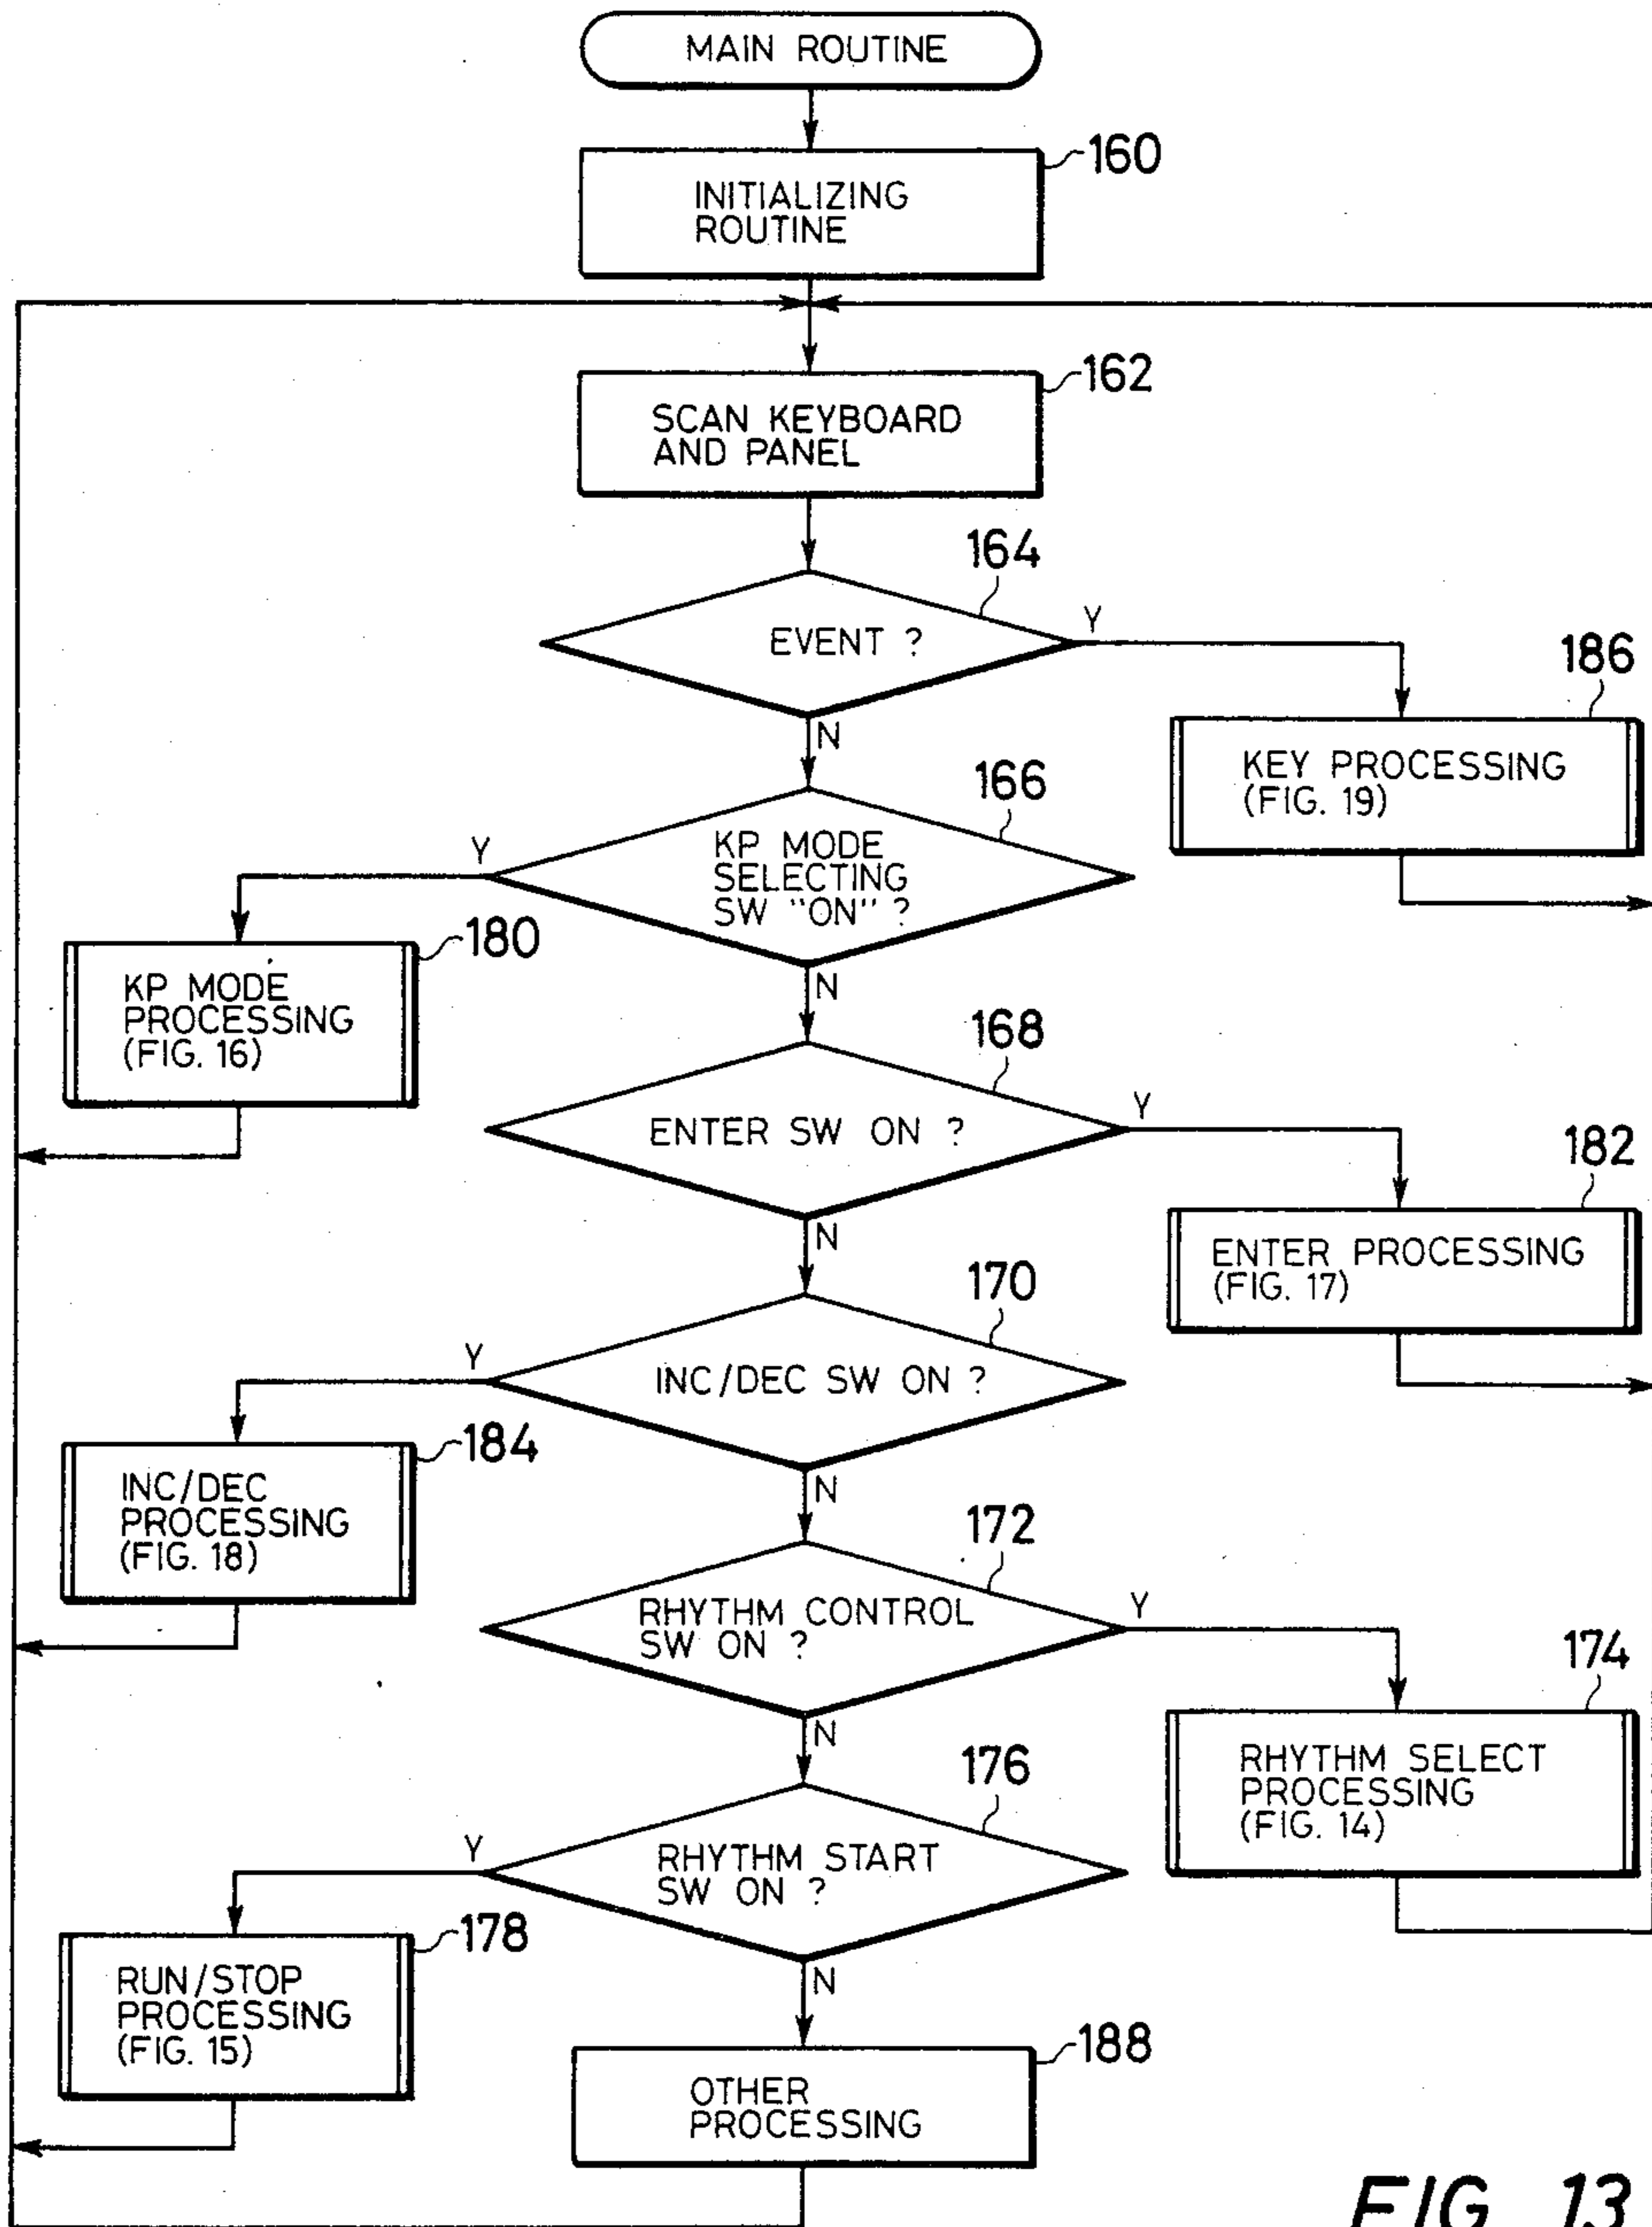 MAIN ROUTINE
160
INITIALIZING
ROUTINE
162
SCAN KEYBOARD
AND PANEL
164
EVENT ?
Y
N
186
KEY PROCESSING
(FIG. 19)
166
KP MODE
SELECTING
SW "ON" ?
Y
N
180
KP MODE
PROCESSING
(FIG. 16)
168
ENTER SW ON ?
Y
N
182
ENTER PROCESSING
(FIG. 17)
170
INC/DEC SW ON ?
Y
N
184
INC/DEC
PROCESSING
(FIG. 18)
172
RHYTHM CONTROL
SW ON ?
Y
N
174
RHYTHM SELECT
PROCESSING
(FIG. 14)
176
RHYTHM START
SW ON ?
Y
N
178
RUN/STOP
PROCESSING
(FIG. 15)
188
OTHER
PROCESSING
FIG. 13